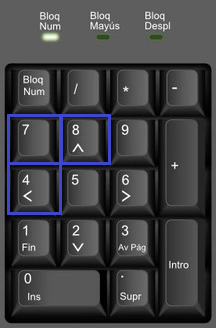 Bloq
Num
Bloq
Mayús
Bloq
Despl
Bloq
Num
/
*
-
7
8
9
+
4
5
6
1
Fin
2
3
Av Pág
Intro
0
Ins
.
Supr